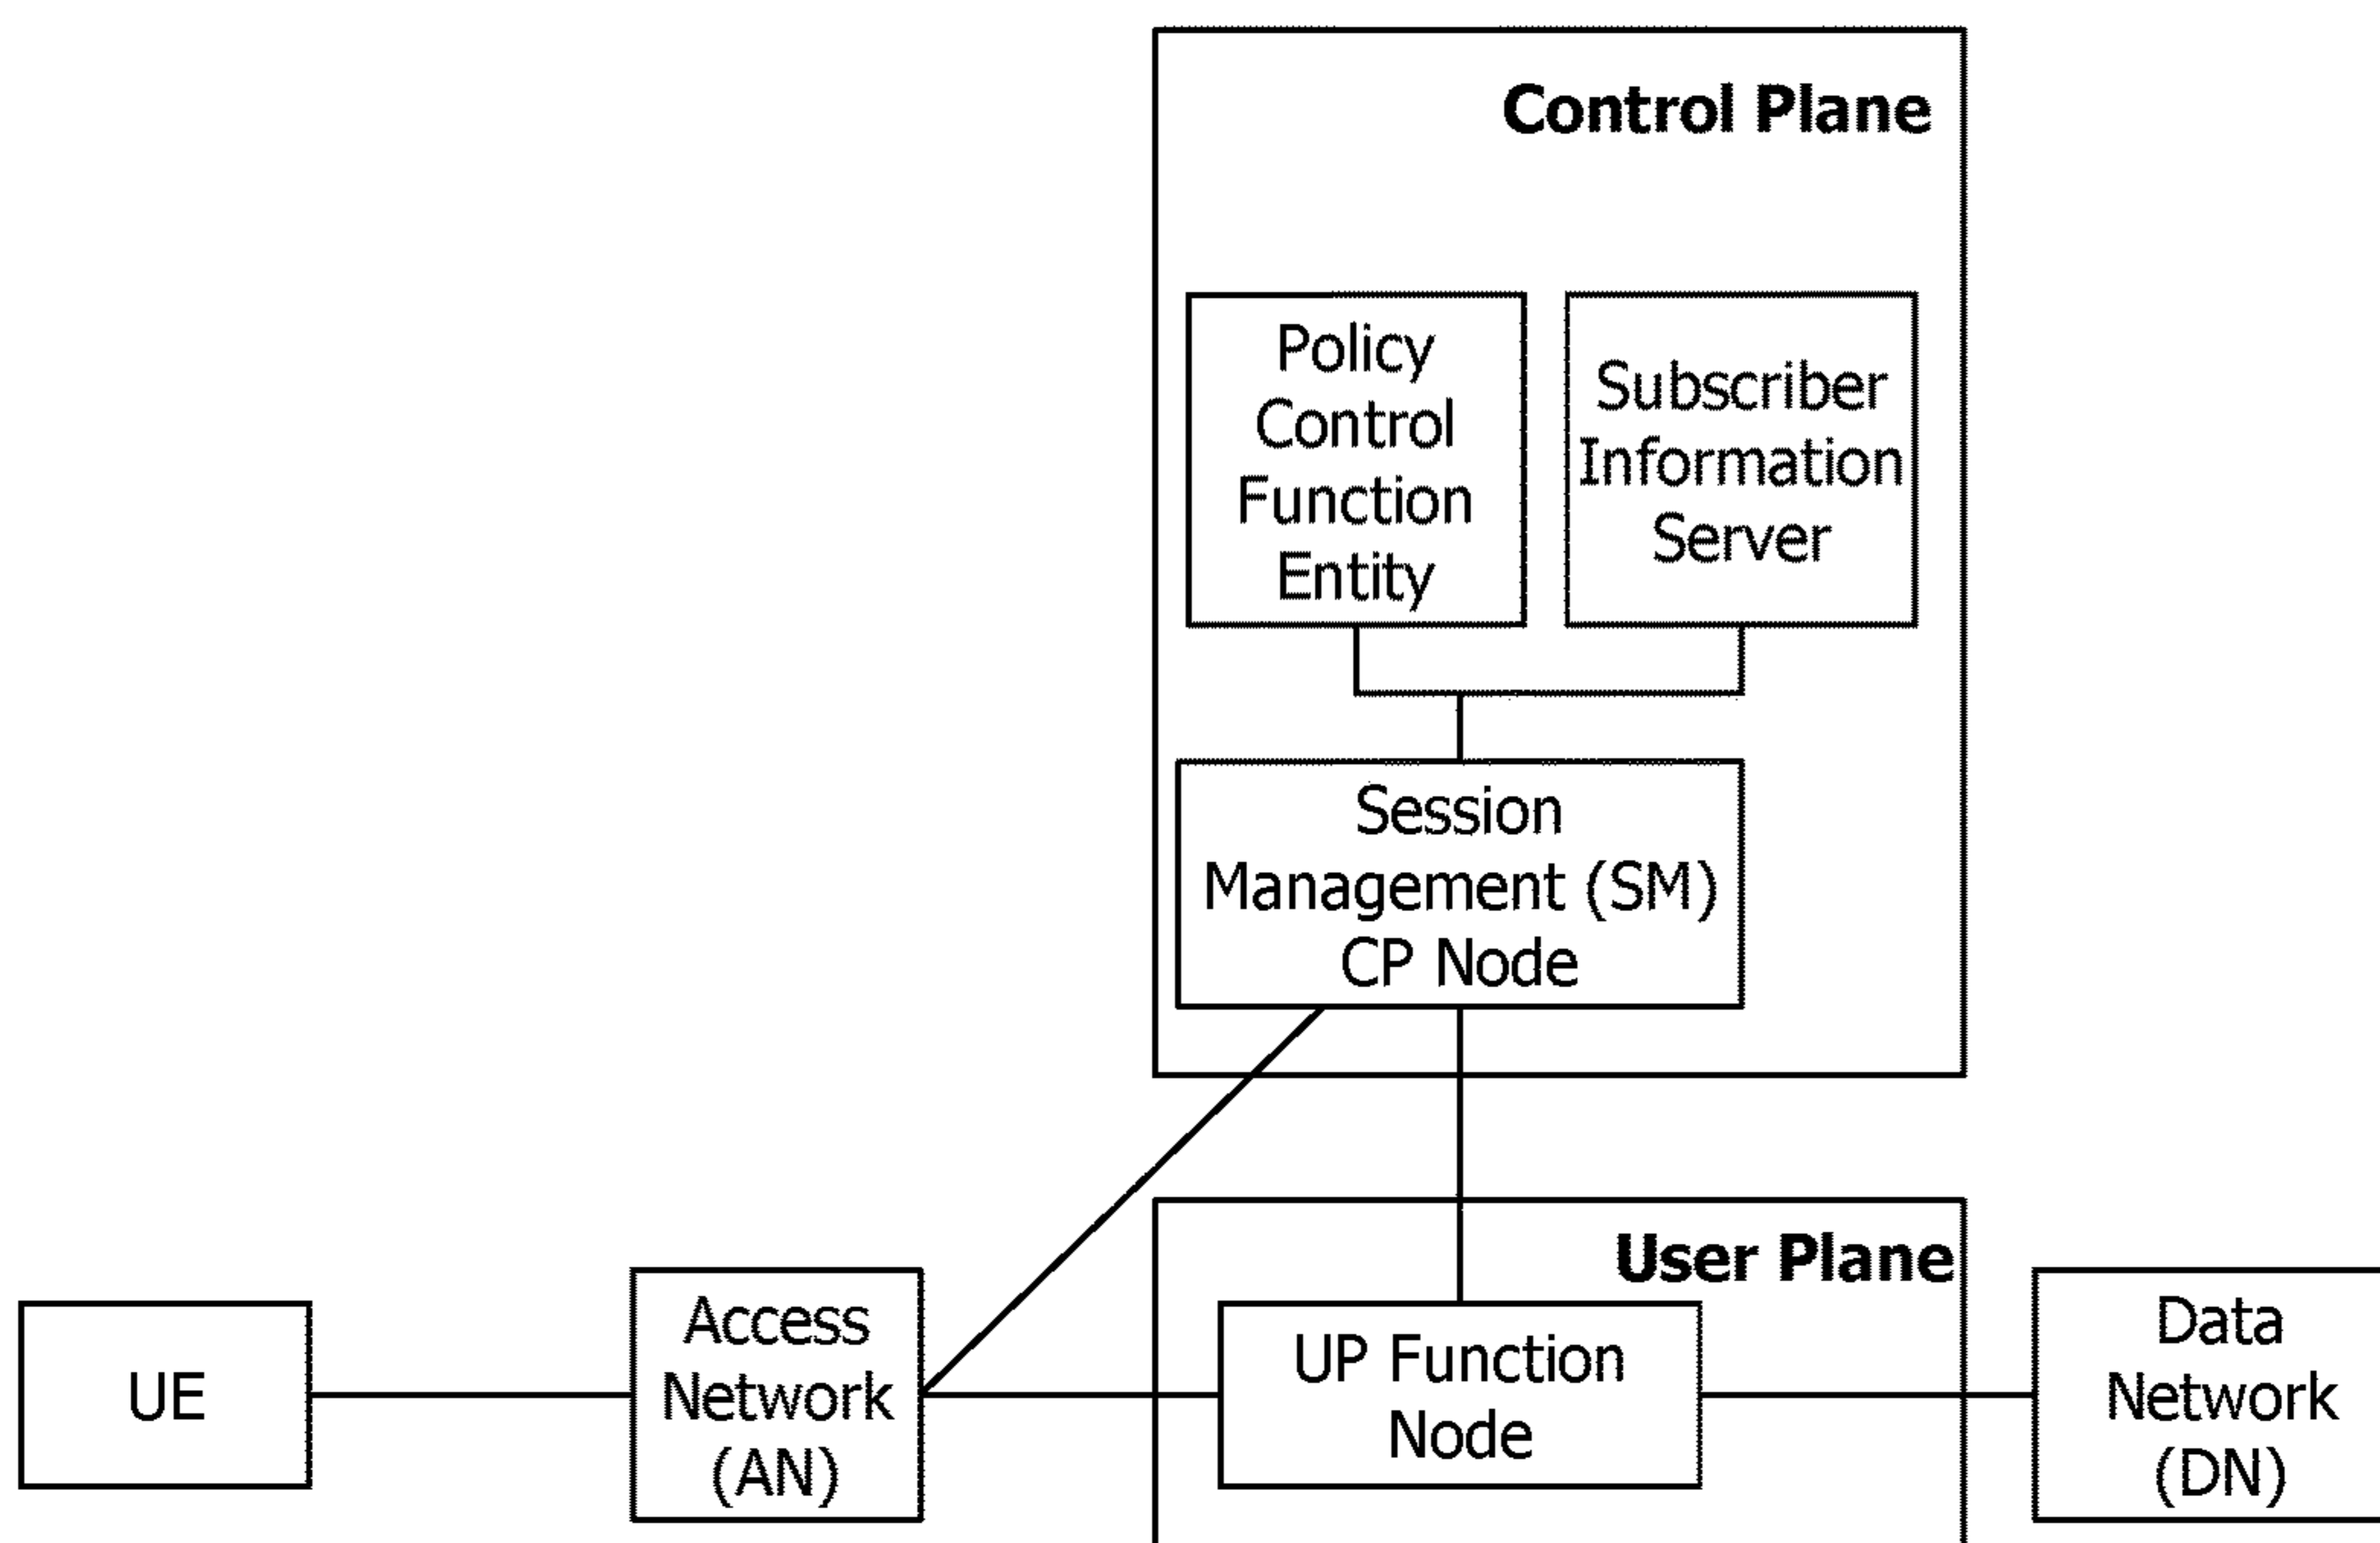 Control Plane
Policy
Control
Function
Entity
Subscriber
Information
Server
Session
Management (SM)
CP Node
User Plane
UE
Access
Network
(AN)
UP Function
Node
Data
Network
(DN)